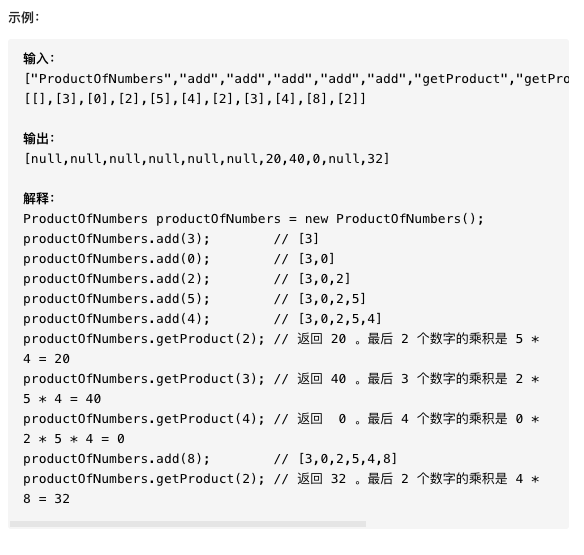 示例：
输入：
["ProductOfNumbers","add","add","add","add","add","getProduct","getPro
[[],[3],[0],[2],[5],[4],[2],[3],[4],[8],[2]]
输出：
[null,null,null,null,null,null,20,40,0,null,32]
解释：
ProductOfNumbers productOfNumbers = new ProductOfNumbers();
productOfNumbers.add(3);        // [3]
productOfNumbers.add(0);        // [3,0]
productOfNumbers.add(2);        // [3,0,2]
productOfNumbers.add(5);        // [3,0,2,5]
productOfNumbers.add(4);        // [3,0,2,5,4]
productOfNumbers.getProduct(2); // 返回 20 。最后 2 个数字的乘积是 5 *
4 = 20
productOfNumbers.getProduct(3); // 返回 40 。最后 3 个数字的乘积是 2 *
5 * 4 = 40
productOfNumbers.getProduct(4); // 返回  0 。最后 4 个数字的乘积是 0 *
2 * 5 * 4 = 0
productOfNumbers.add(8);        // [3,0,2,5,4,8]
productOfNumbers.getProduct(2); // 返回 32 。最后 2 个数字的乘积是 4 *
8 = 32